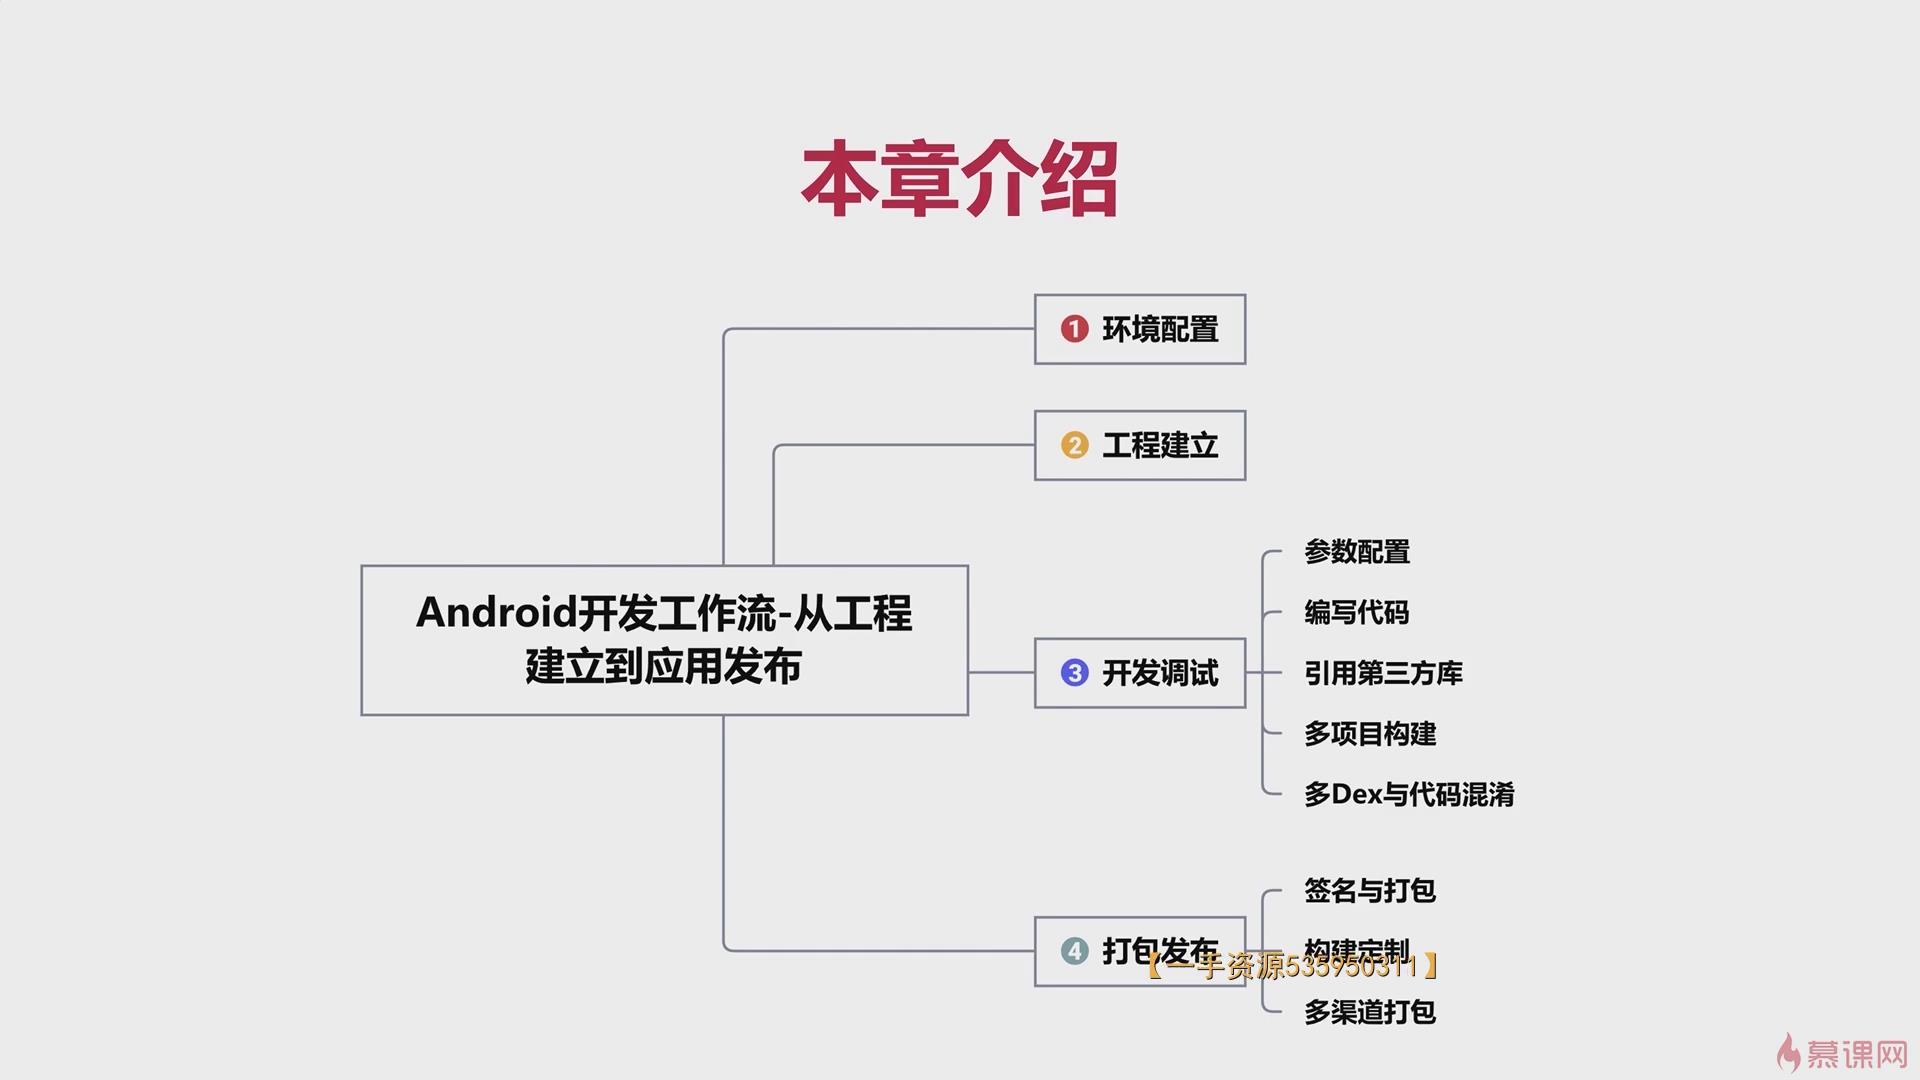 本章介绍
1 环境配置
2 工程建立
Android开发工作流-从工程
建立到应用发布
3 开发调试
参数配置
编写代码
引用第三方库
多项目构建
多Dex与代码混淆
4 打包发布
签名与打包
构建定制
多渠道打包
【一手资源535950311】
慕课网